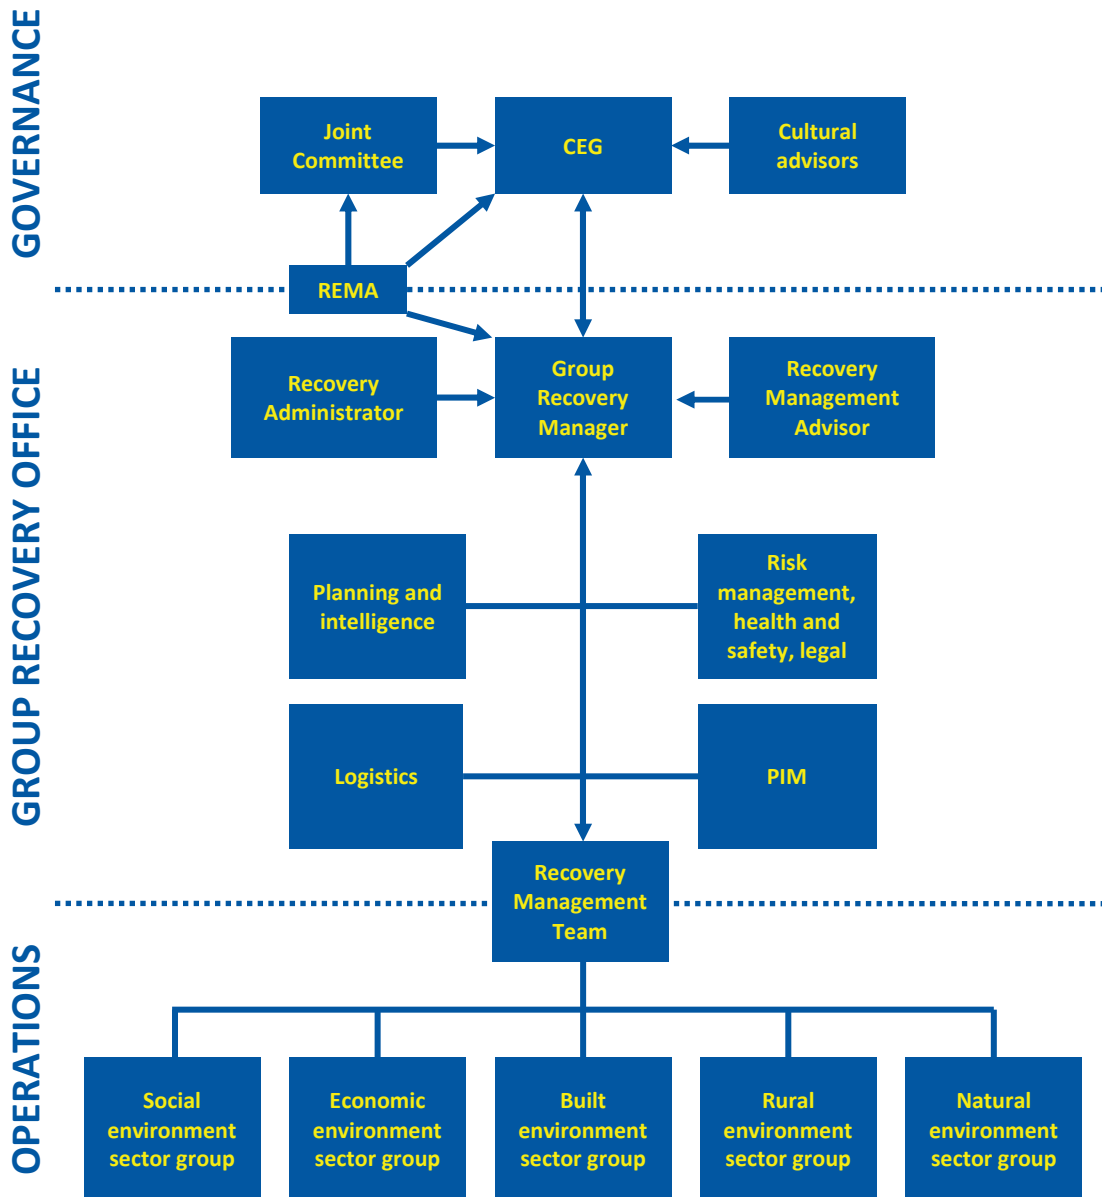 GOVERNANCE
Joint
Committee
CEG
Cultural
advisors
REMA
GROUP RECOVERY OFFICE
Recovery
Administrator
Group
Recovery
Manager
Recovery
Management
Advisor
Planning and
intelligence
Risk
management,
health and
safety, legal
Logistics
PIM
Recovery
Management
Team
OPERATIONS
Social
environment
sector group
Economic
environment
sector group
Built
environment
sector group
Rural
environment
sector group
Natural
environment
sector group